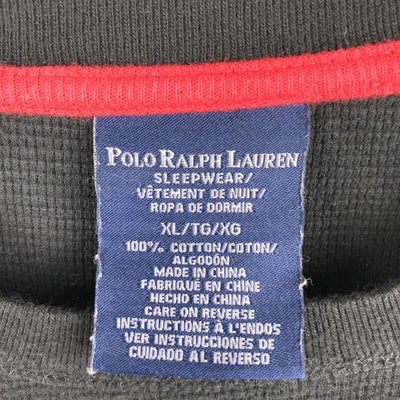 POLO RALPH LAUREN
SLEEPWEAR/
VÊTEMENT DE NUIT/
ROPA DE DORMIR
XL/TG/XG
100% COTTON/COTON/
ALGODÓN
MADE IN CHINA
FABRIQUÉ EN CHINE
HECHO EN CHINA
CARE ON REVERSE
INSTRUCTIONS À L'ENDOS
VER INSTRUCCIONES DE
CUIDADO AL REVERSO